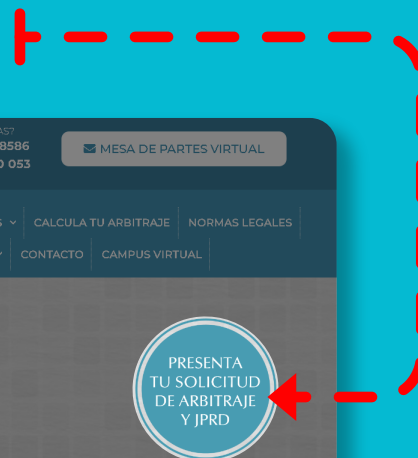 8586
0 053
MESA DE PARTES VIRTUAL
CALCULA TU ARBITRAJE
NORMAS LEGALES
CONTACTO
CAMPUS VIRTUAL
PRESENTA
TU SOLICITUD
DE ARBITRAJE
Y JPRD